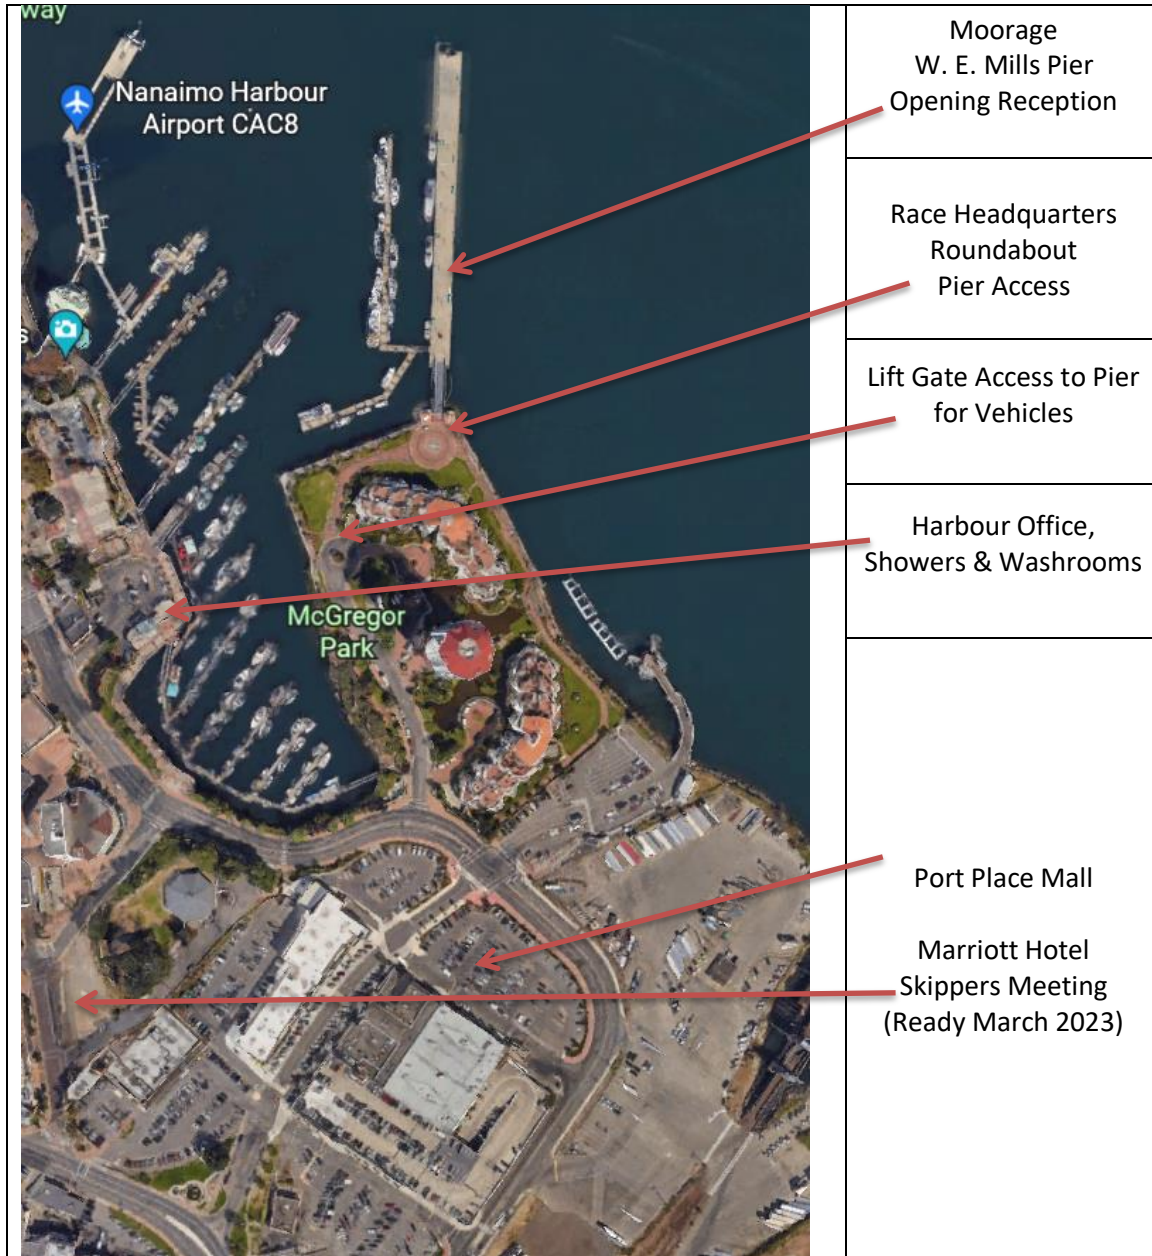 way
Nanaimo Harbour
Airport CAC8
s
McGregor
Park
Moorage
W. E. Mills Pier
Opening Reception
Race Headquarters
Roundabout
Pier Access
Lift Gate Access to Pier
for Vehicles
Harbour Office,
Showers & Washrooms
Port Place Mall
Marriott Hotel
Skippers Meeting
(Ready March 2023)